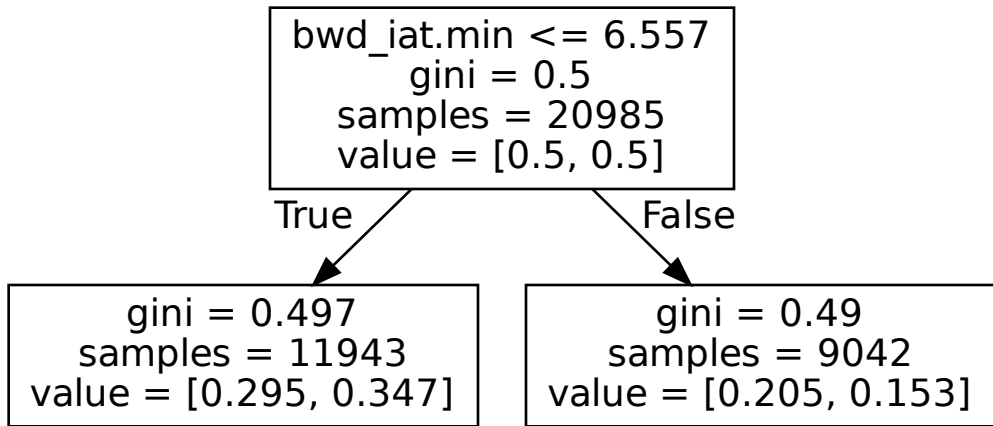 bwd_iat.min <= 6.557
gini = 0.5
samples = 20985
value = [0.5, 0.5]
True
False
gini = 0.497
samples = 11943
value = [0.295, 0.347]
gini = 0.49
samples = 9042
value = [0.205, 0.153]